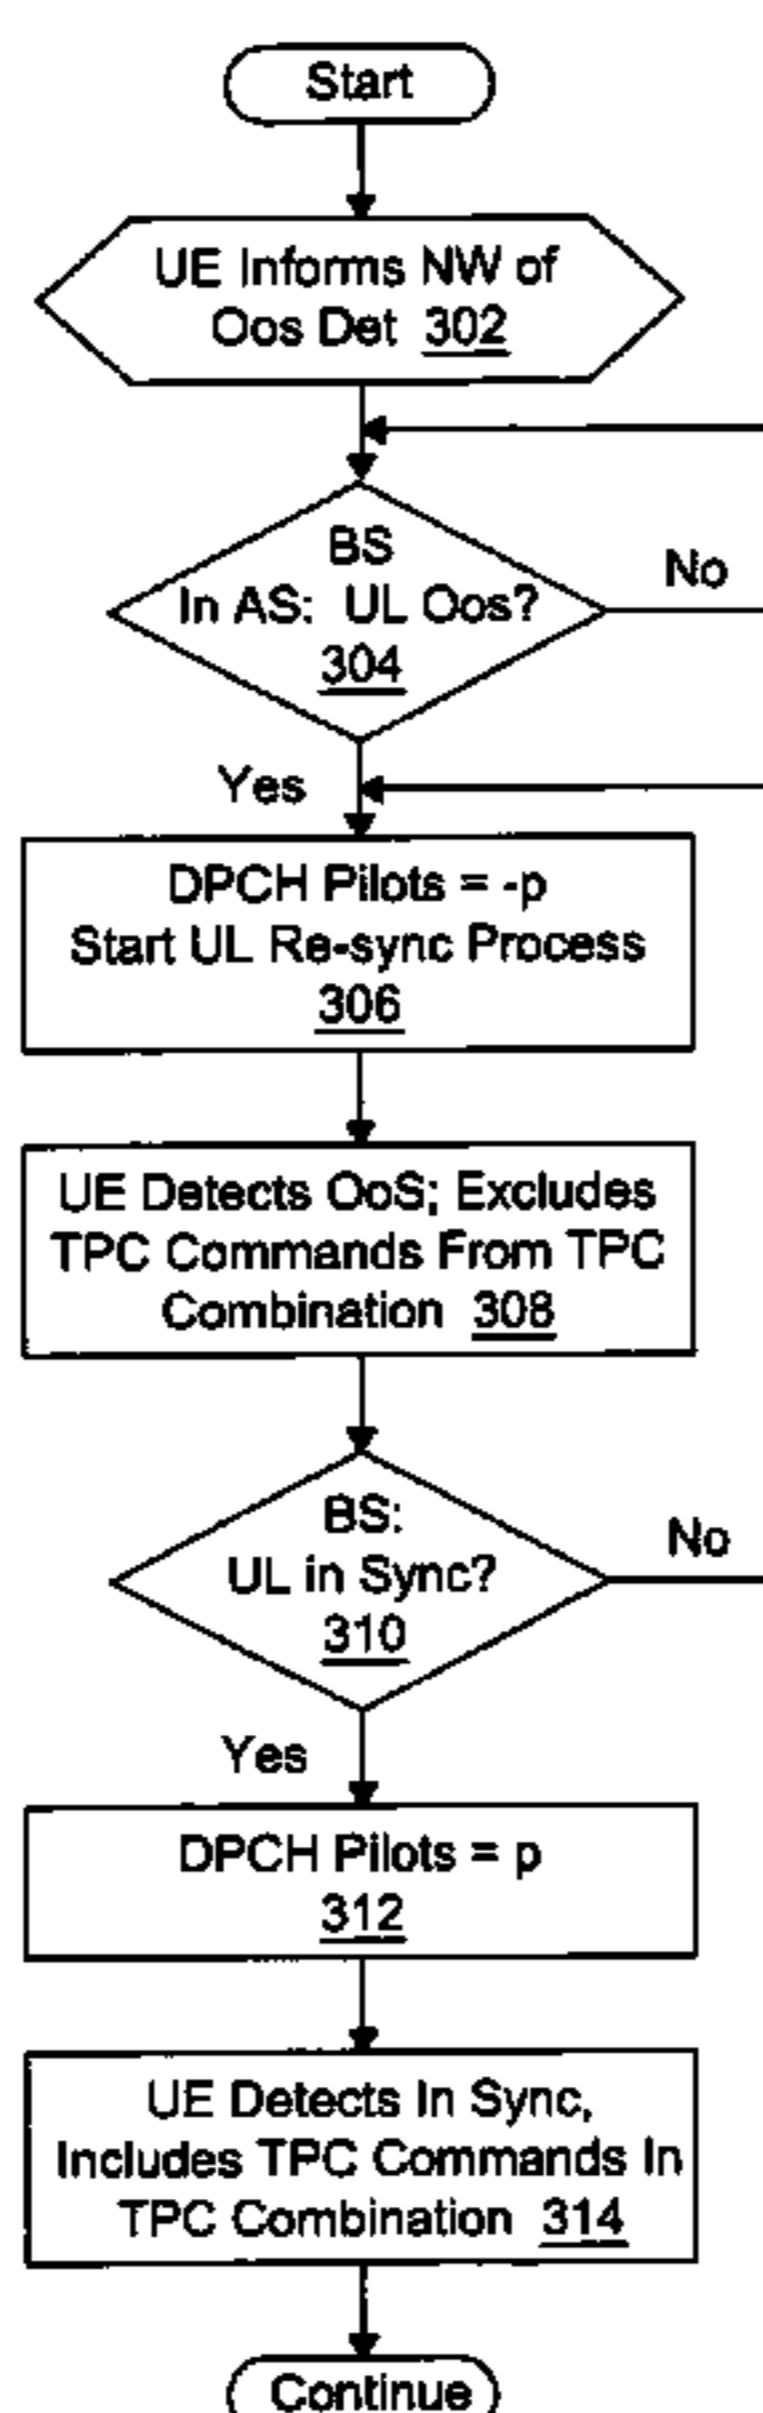 Start
UE Informs NW of
Oos Det 302
BS
In AS: UL Oos?
304
No
Yes
DPCH Pilots = -p
Start UL Re-sync Process
306
UE Detects OoS; Excludes
TPC Commands From TPC
Combination 308
BS:
UL in Sync?
310
No
Yes
DPCH Pilots = p
312
UE Detects In Sync,
Includes TPC Commands In
TPC Combination 314
Continue